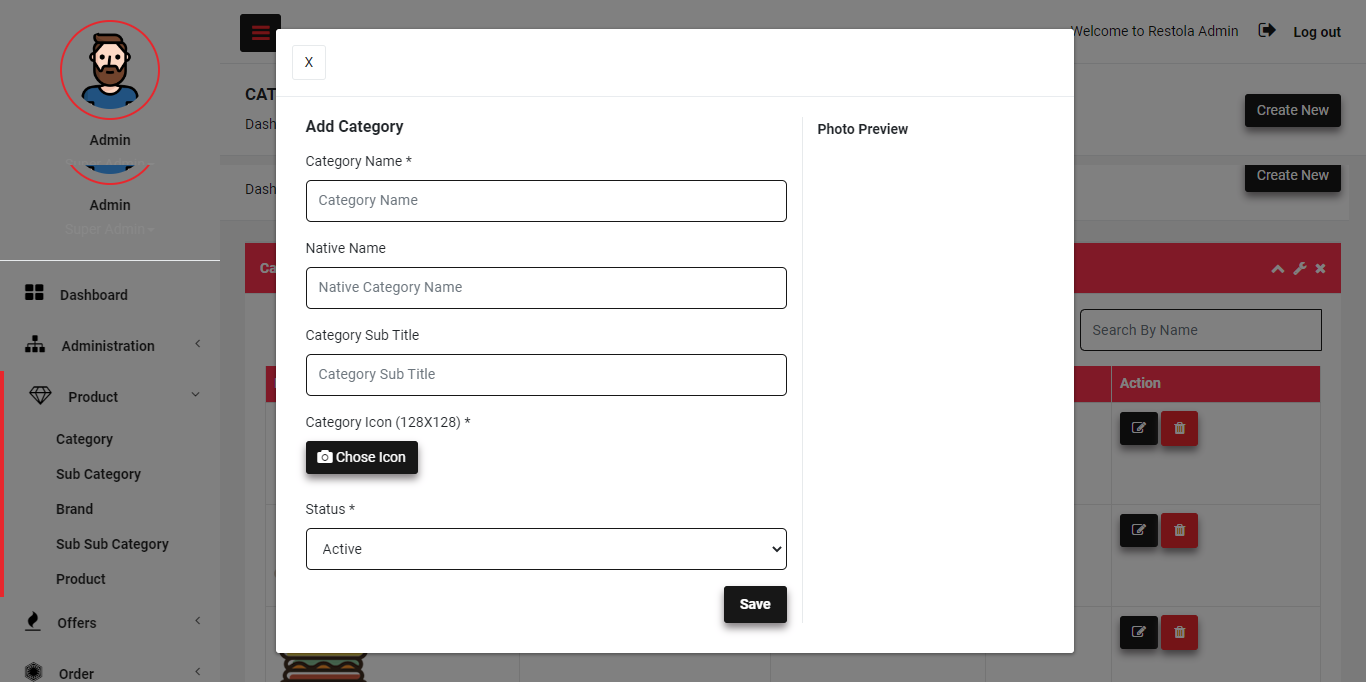 Admin
Admin
Super Admin
Dashboard
Administration
Product
Category
Sub Category
Brand
Sub Sub Category
Product
Offers
Order
Welcome to Restola Admin
Log out
CAT
Dash
Create New
Dash
Create New
Ca
Search By Name
Action
X
Add Category
Category Name *
Category Name
Native Name
Native Category Name
Category Sub Title
Category Sub Title
Category Icon (128X128) *
Chose Icon
Status *
Active
Save
Photo Preview